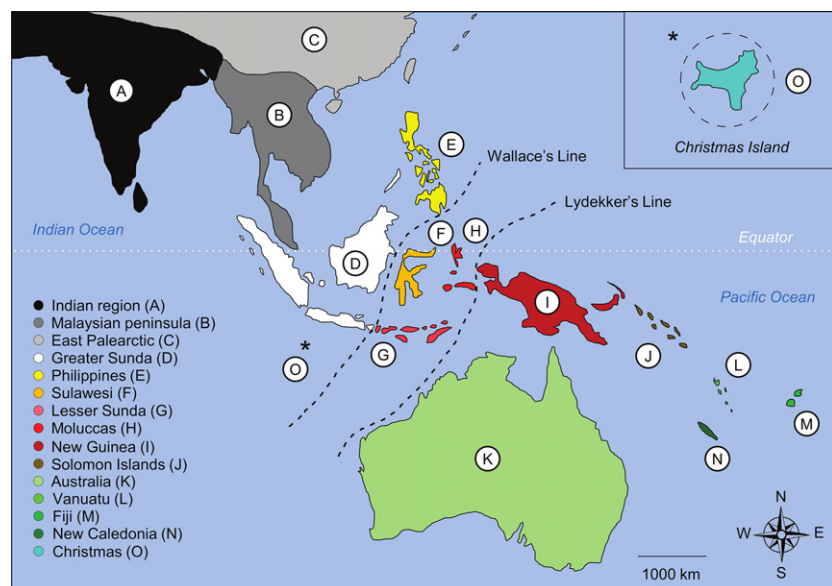 C
*
O
A
B
Christmas Island
E
Wallace's Line
Lydekker's Line
Indian Ocean
F
H
Equator
D
Pacific Ocean
I
Indian region (A)
Malaysian peninsula (B)
East Palearctic (C)
Greater Sunda (D)
Philippines (E)
Sulawesi (F)
Lesser Sunda (G)
Moluccas (H)
New Guinea (I)
Solomon Islands (J)
Australia (K)
Vanuatu (L)
Fiji (M)
New Caledonia (N)
Christmas (O)
*
O
G
J
L
M
K
N
N
W
E
S
1000 km